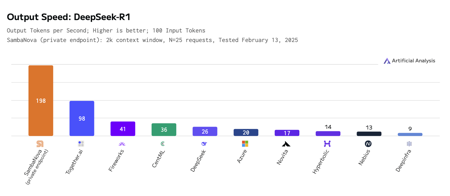 Output Speed: DeepSeek-R1
Output Tokens per Second; Higher is better; 100 Input Tokens
SambaNova (private endpoint): 2k context window, N=25 requests, Tested February 13, 2025
Artificial Analysis
198
98
41
36
26
20
17
14
13
9
SambaNova
(private endpoint)
Together.ai
Fireworks
CentML
DeepSeek
Azure
Novita
Hyperbolic
Nebius
Deepinfra